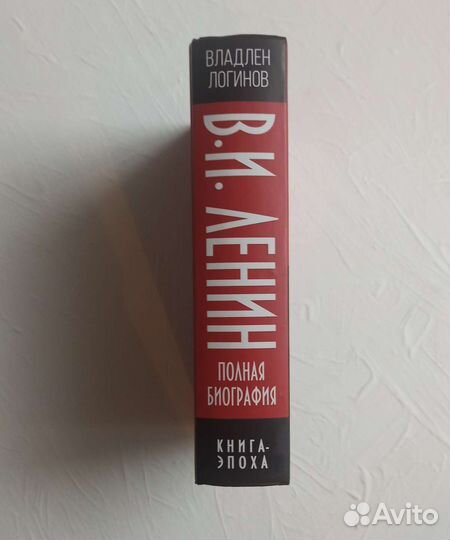 ВЛАДЛЕН
ЛОГИНОВ
В.И. ЛЕНИН
ПОЛНАЯ
БИОГРАФИЯ
КНИГА-
ЭПОХА
Avito